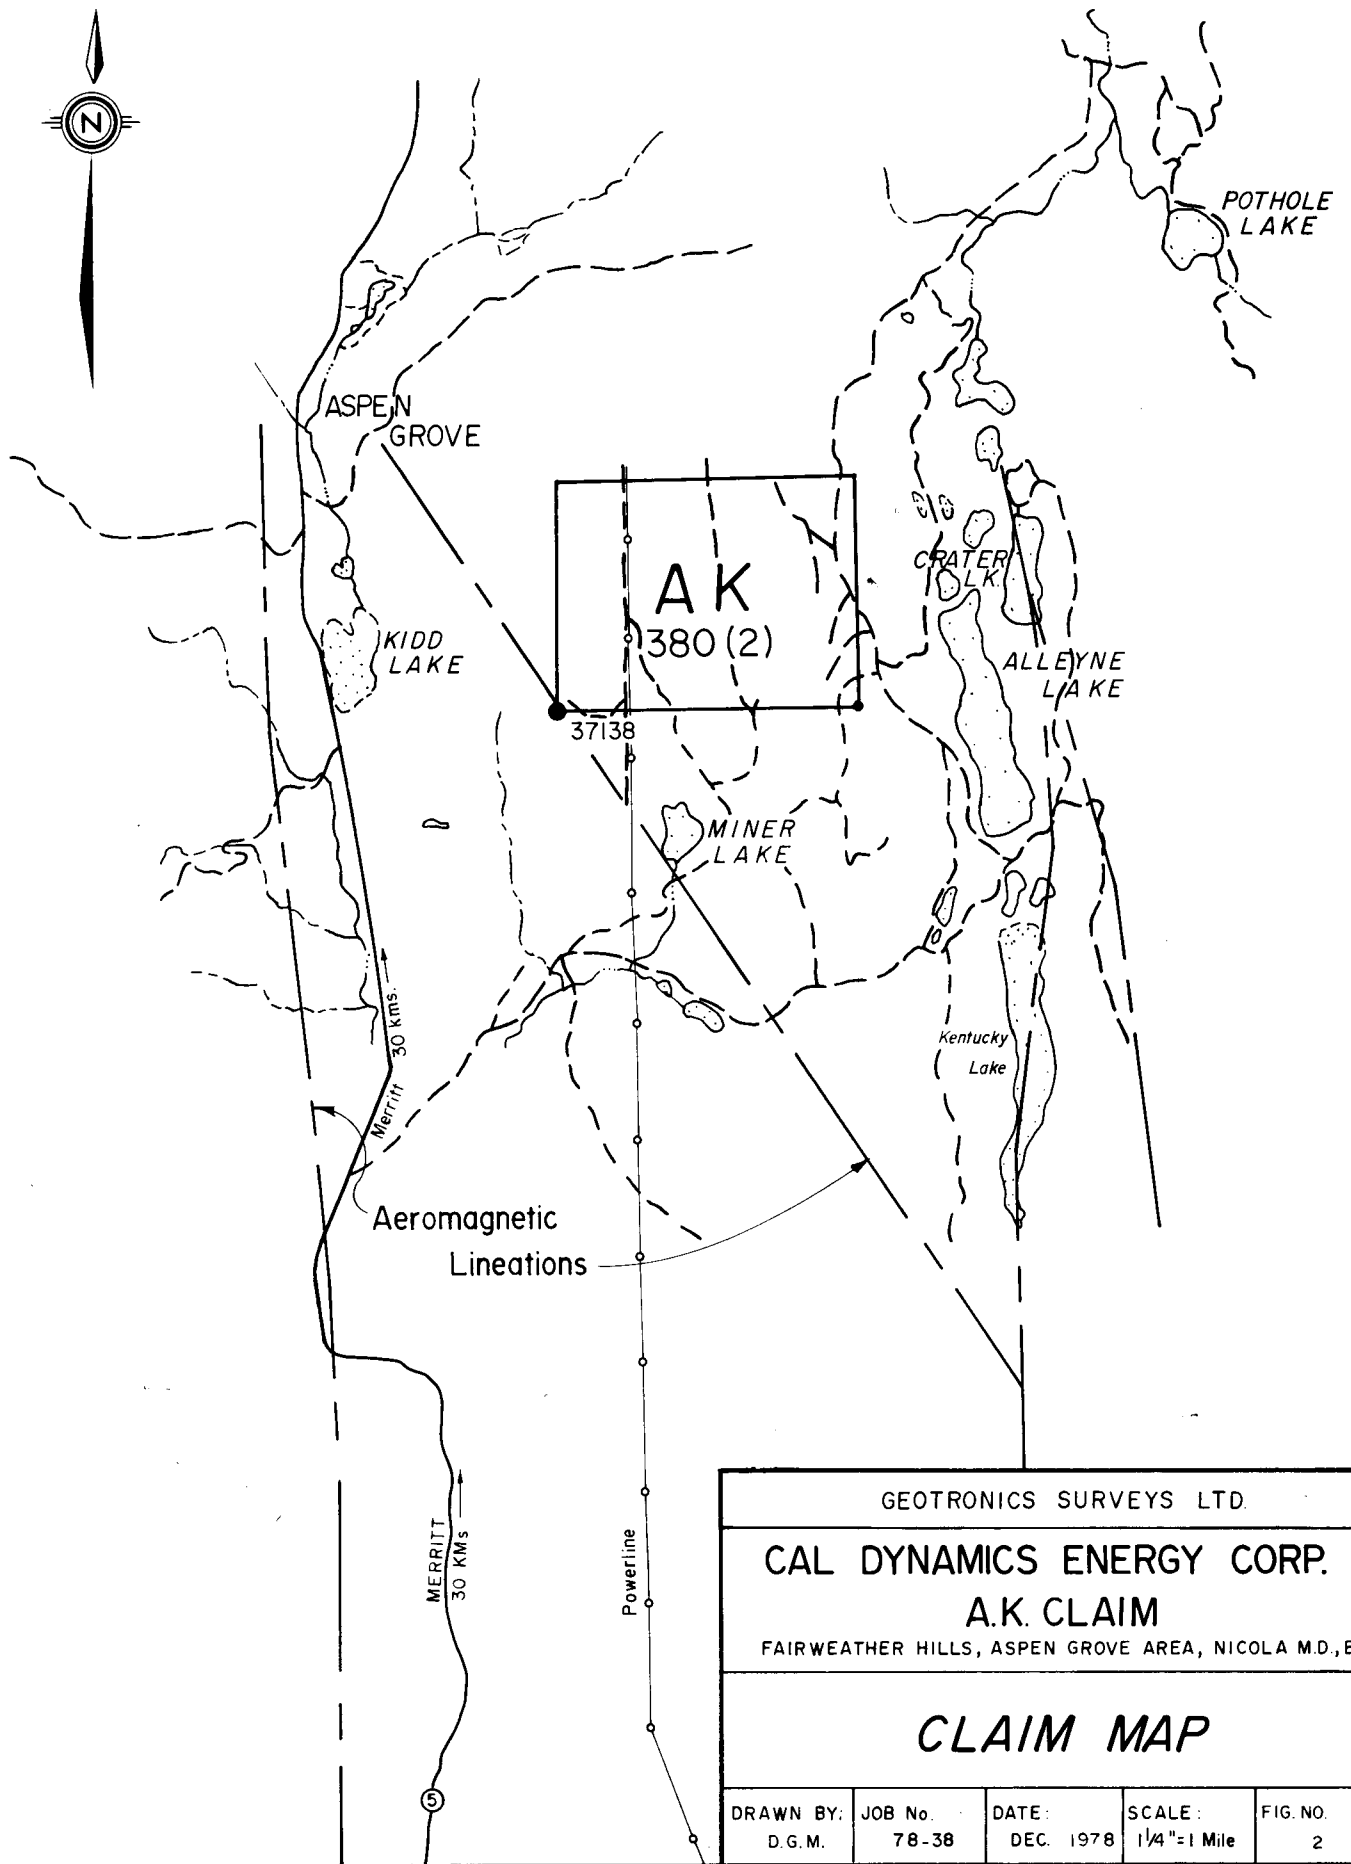 N
POTHOLE
LAKE
ASPEN
GROVE
AK
380 (2)
CRATER
LK.
KIDD
LAKE
ALLEYNE
LAKE
37138
MINER
LAKE
30 kms.
Merritt
Kentucky
Lake
Aeromagnetic
Lineations
MERRITT
30 KMs
Powerline
5
GEOTRONICS SURVEYS LTD.
CAL DYNAMICS ENERGY CORP.
A.K. CLAIM
FAIRWEATHER HILLS, ASPEN GROVE AREA, NICOLA M.D.,
CLAIM MAP
DRAWN BY: D.G.M.
JOB No. 78-38
DATE: DEC. 1978
SCALE: 1 1/4"=1 Mile
FIG. NO. 2